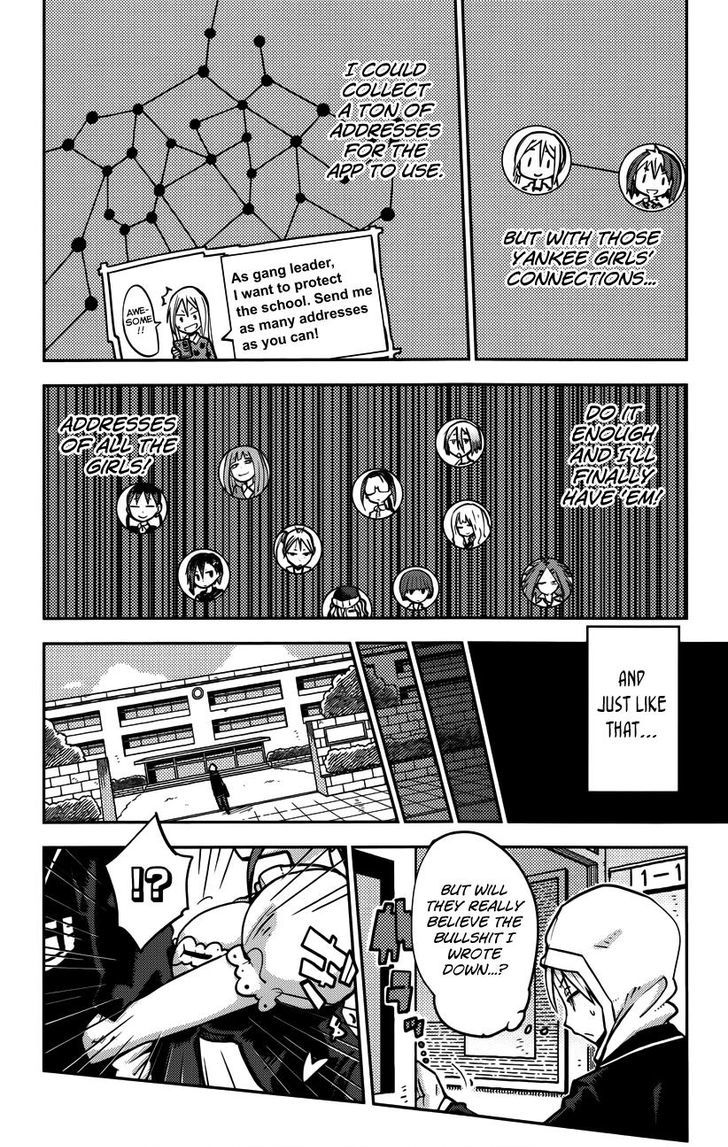 BUT WITH THOSE
YANKEE GIRLS'
CONNECTIONS...
I COULD
COLLECT
A TON OF
ADDRESSES
FOR THE
APP TO USE.
AWE-
SOME
!!
As gang leader,
I want to protect
the school. Send me
as many addresses
as you can!
DO IT
ENOUGH
AND I'LL
FINALLY
HAVE 'EM!
ADDRESSES
OF ALL THE
GIRLS!
AND
JUST LIKE
THAT...
1-1
BUT WILL
THEY REALLY
BELIEVE THE
BULLSHIT I
WROTE
DOWN...?
!?